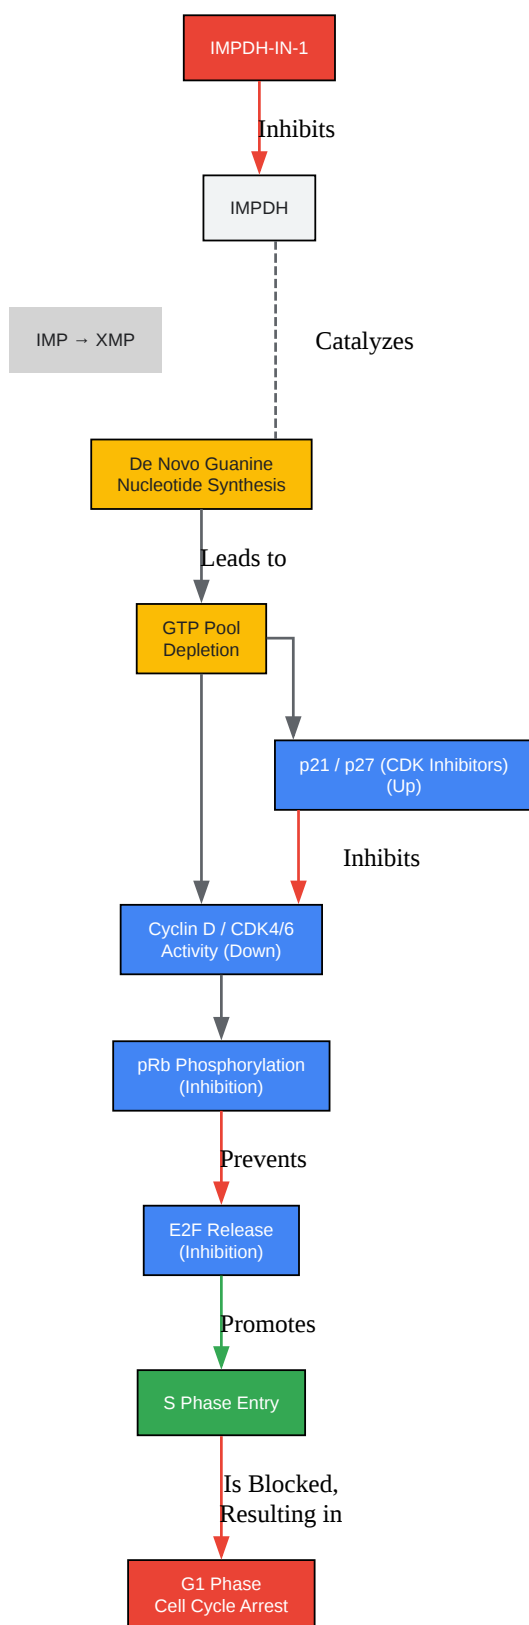 IMPDH-IN-1
Inhibits
IMPDH
IMP → XMP
Catalyzes
De Novo Guanine
Nucleotide Synthesis
Leads to
GTP Pool
Depletion
p21 / p27 (CDK Inhibitors)
(Up)
Inhibits
Cyclin D / CDK4/6
Activity (Down)
pRb Phosphorylation
(Inhibition)
Prevents
E2F Release
(Inhibition)
Promotes
S Phase Entry
Is Blocked,
Resulting in
G1 Phase
Cell Cycle Arrest